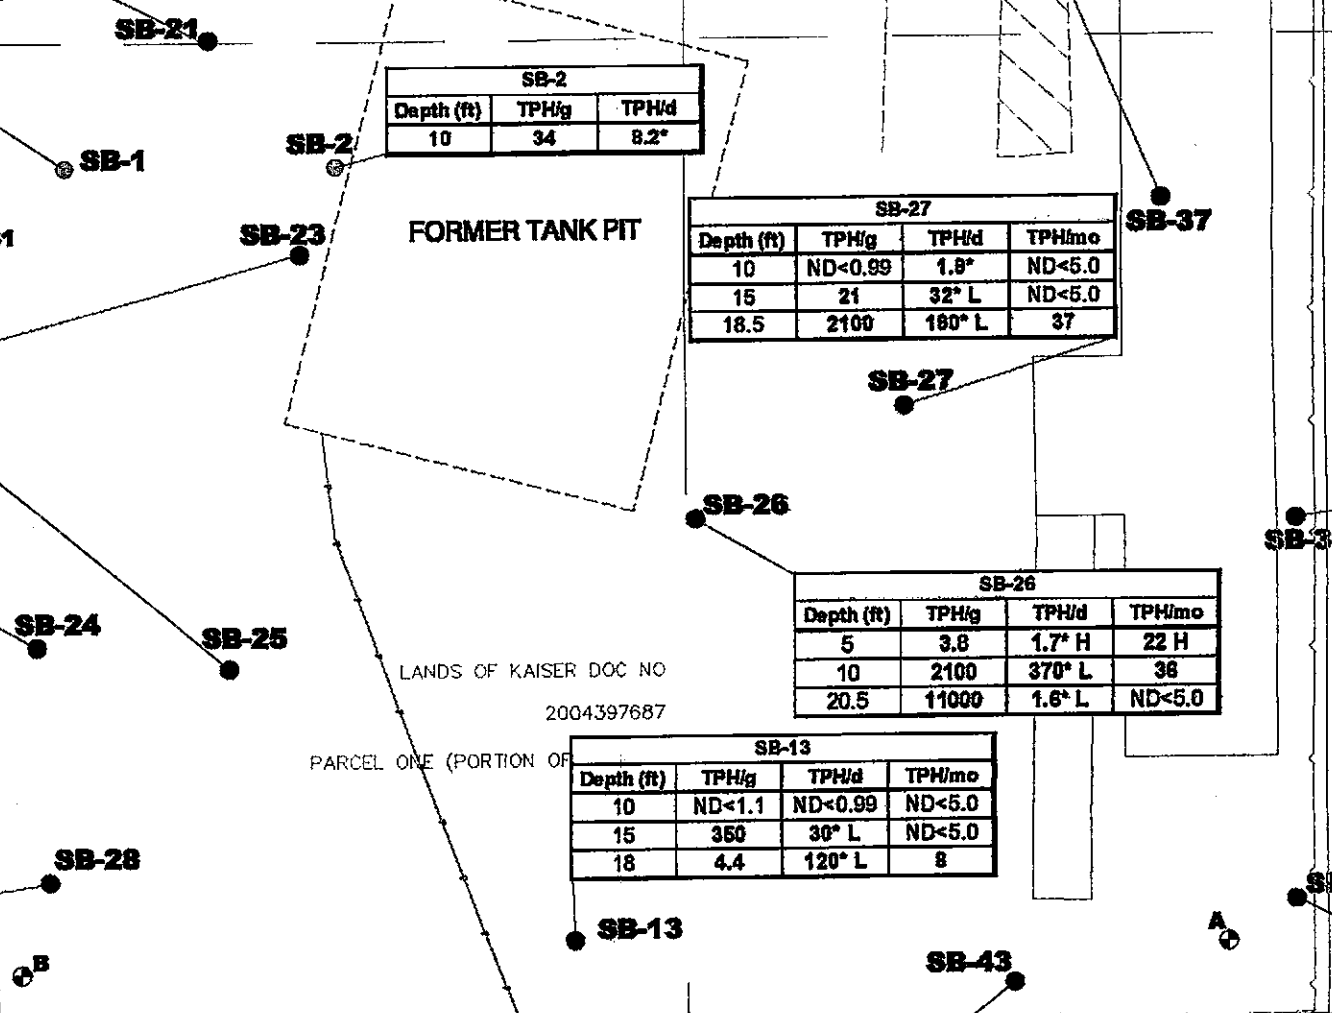 SB-21
SB-2
Depth (ft) TPH/g TPH/d
10 34 8.2*
SB-2
SB-1
SB-23
FORMER TANK PIT
SB-27
Depth (ft) TPH/g TPH/d TPH/mo
10 ND<0.99 1.8* ND<5.0
15 21 32* L ND<5.0
18.5 2100 180* L 37
SB-37
SB-27
SB-26
SB-3
SB-26
Depth (ft) TPH/g TPH/d TPH/mo
5 3.8 1.7* H 22 H
10 2100 370* L 36
20.5 11000 1.6* L ND<5.0
SB-24
SB-25
LANDS OF KAISER DOC NO
2004397687
PARCEL ONE (PORTION OF
SB-13
Depth (ft) TPH/g TPH/d TPH/mo
10 ND<1.1 ND<0.99 ND<5.0
15 350 30* L ND<5.0
18 4.4 120* L 8
SB-28
SB-13
A
B
SB-43